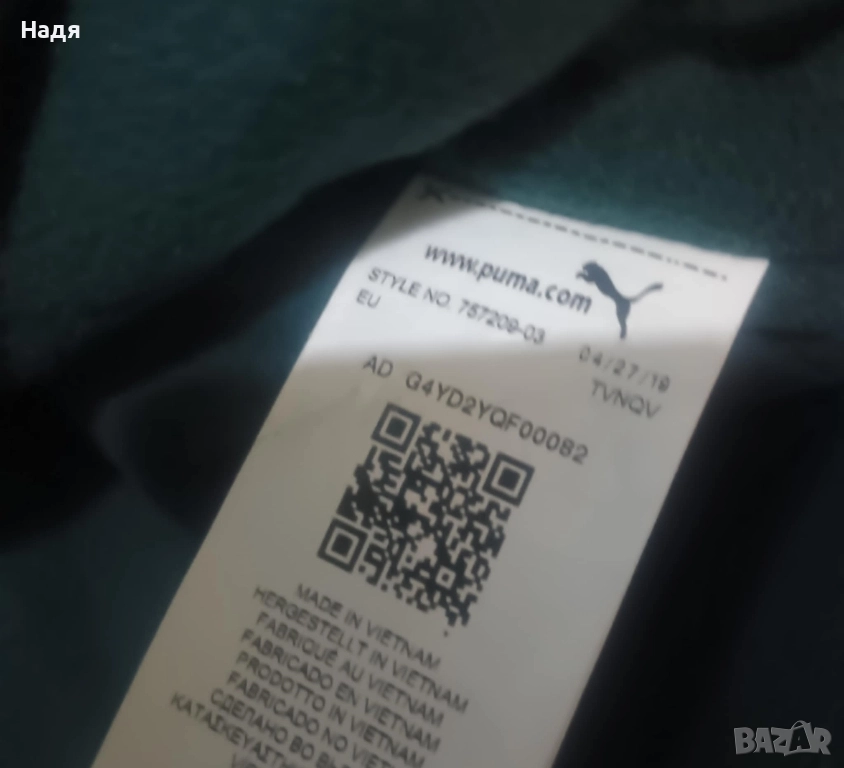 Надя
www.puma.com
STYLE NO. 757209-03
EU
04/27/19
TVNQV
AD G4YD2YQF00082
MADE IN VIETNAM
HERGESTELLT IN VIETNAM
FABRIQUÉ AU VIETNAM
FABRICADO EN VIETNAM
PRODOTTO IN VIETNAM
FABRICADO NO VIETNAM
СДЕЛАНО ВО
BAZAR